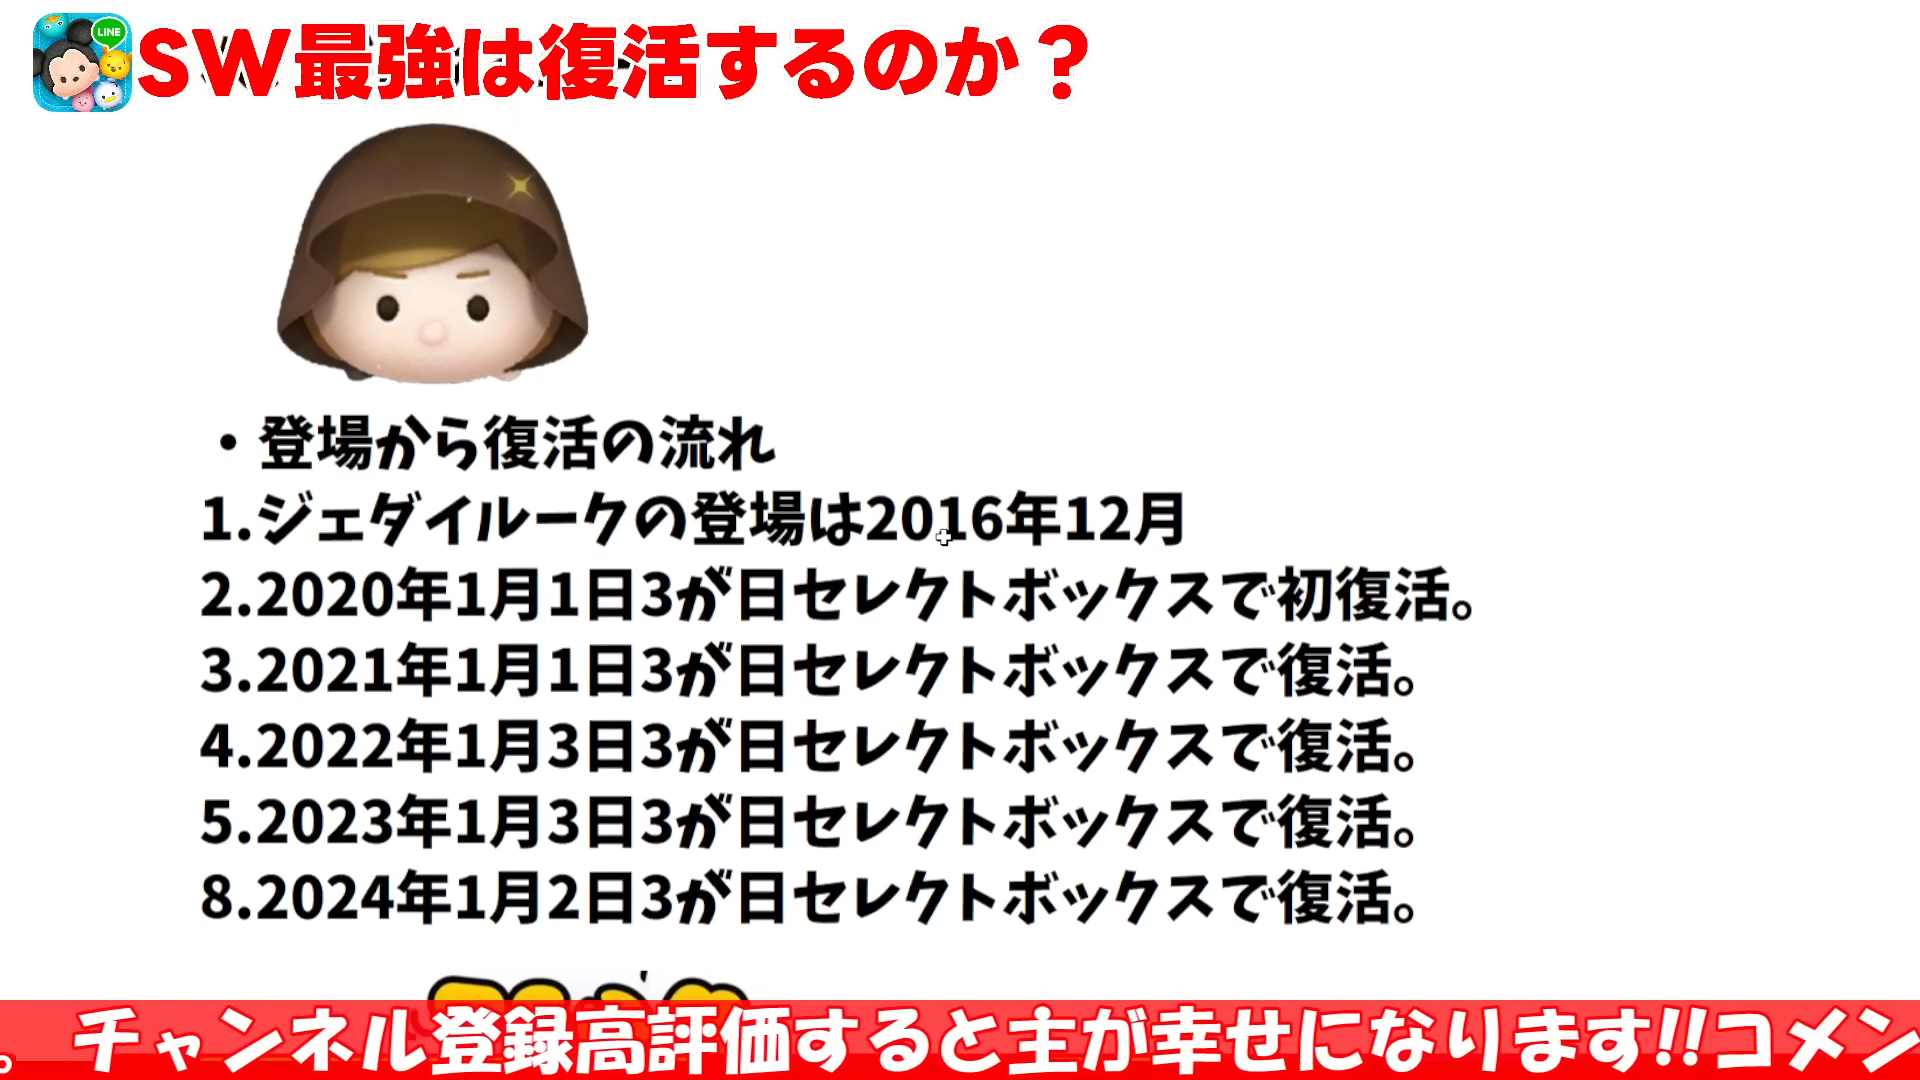 LINE
SW最強は復活するのか？
・登場から復活の流れ
1.ジェダイルークの登場は2016年12月
2.2020年1月1日3が日セレクトボックスで初復活。
3.2021年1月1日3が日セレクトボックスで復活。
4.2022年1月3日3が日セレクトボックスで復活。
5.2023年1月3日3が日セレクトボックスで復活。
8.2024年1月2日3が日セレクトボックスで復活。
。 チャンネル登録高評価すると主が幸せになります!!コメン